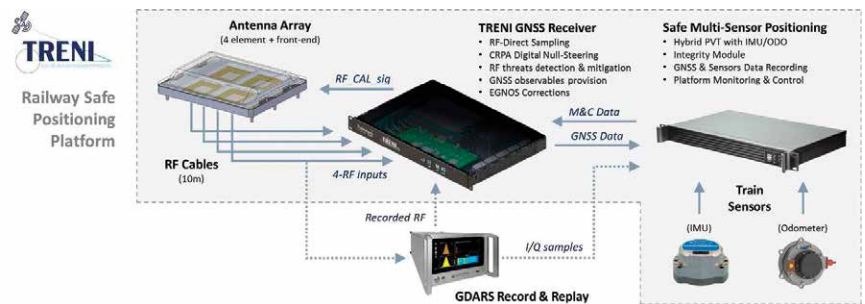 TRENI
Railway Safe
Positioning
Platform
Antenna Array
(4 element + front-end)
RF_CAL_sig
RF Cables
(10m)
4-RF inputs
TRENI GNSS Receiver
• RF-Direct Sampling
• CRPA Digital Null-Steering
• RF threats detection & mitigation
• GNSS observables provision
• EGNOS Corrections
TRENI
M&C Data
GNSS Data
Safe Multi-Sensor Positioning
• Hybrid PVT with IMU/ODO
• Integrity Module
• GNSS & Sensors Data Recording
• Platform Monitoring & Control
Train
Sensors
(IMU)
(Odometer)
Recorded RF
I/Q samples
GDARS Record & Replay